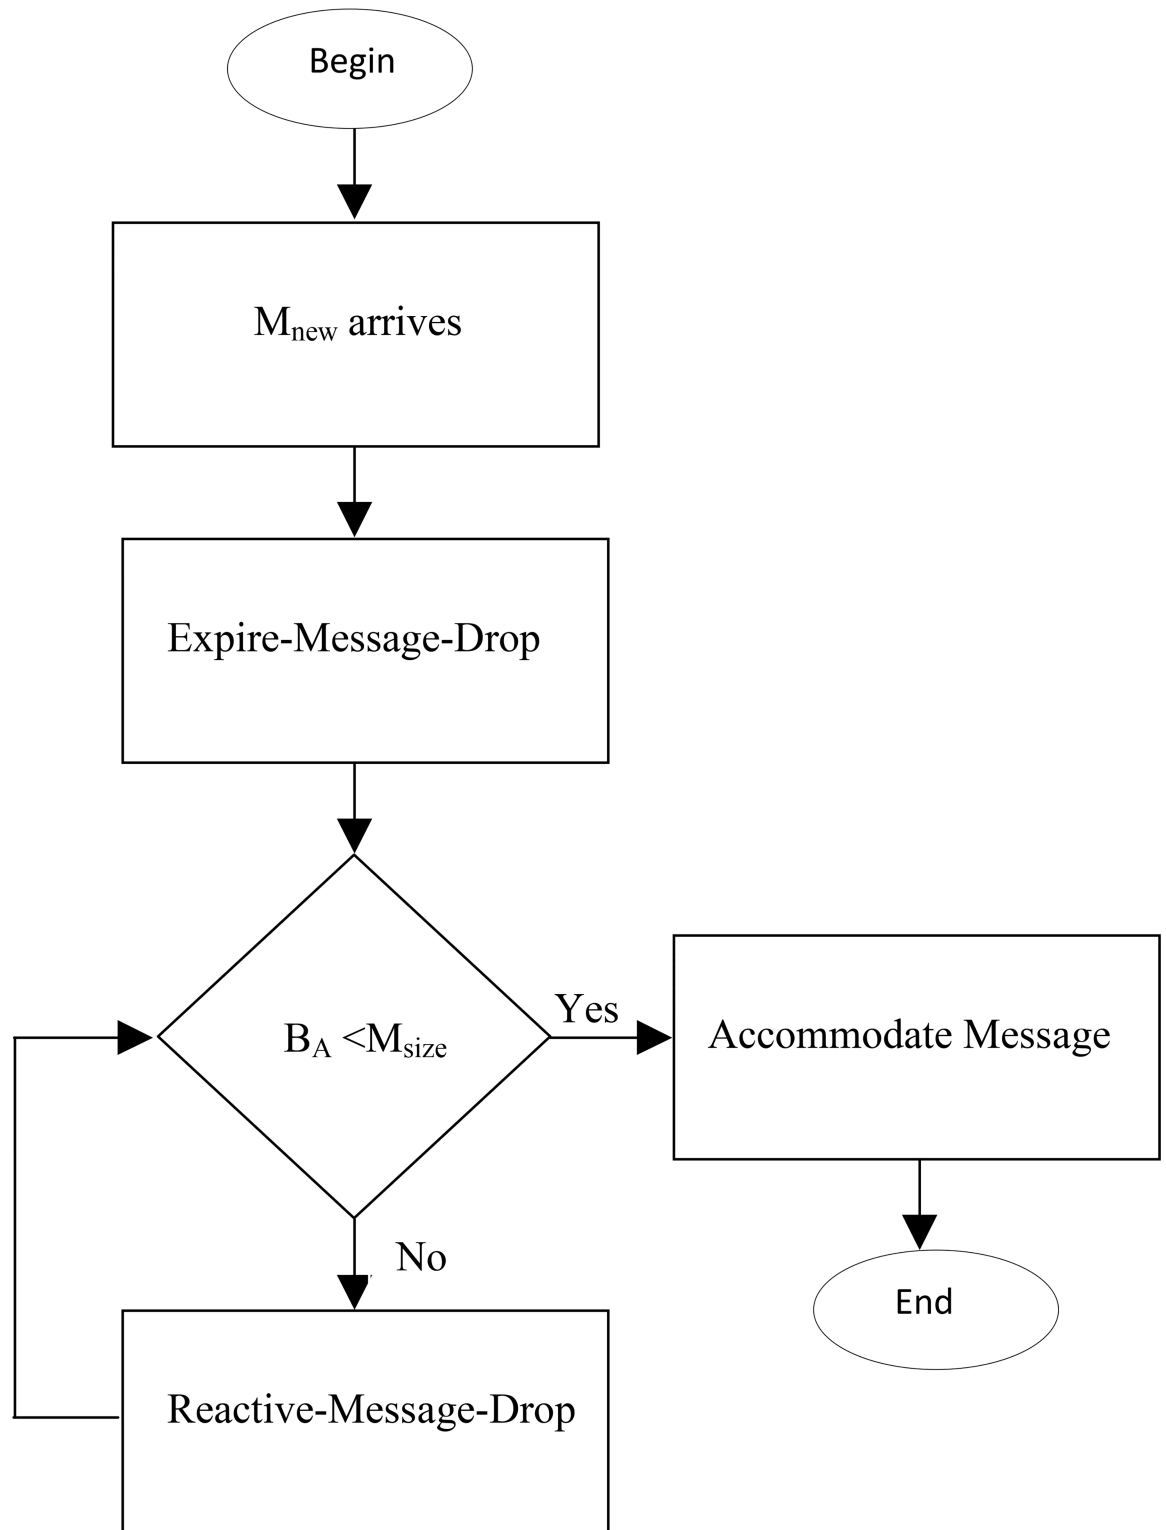 Begin
Mnew arrives
Expire-Message-Drop
BA <Msize
Yes
Accommodate Message
No
End
Reactive-Message-Drop